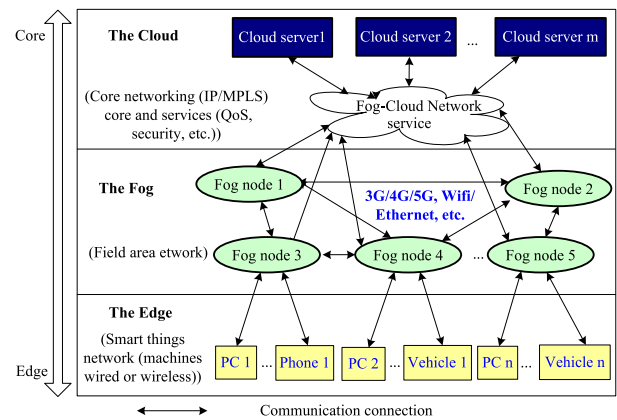 Core
The Cloud
Cloud server1
Cloud server 2
...
Cloud server m
(Core networking (IP/MPLS)
core and services (QoS,
security, etc.))
Fog-Cloud Network
service
The Fog
Fog node 1
3G/4G/5G, Wifi/
Ethernet, etc.
Fog node 2
(Field area etwork)
Fog node 3
Fog node 4
...
Fog node 5
The Edge
(Smart things
network (machines
wired or wireless))
PC 1
...
Phone 1
PC 2
...
Vehicle 1
PC n
...
Vehicle n
Edge
Communication connection